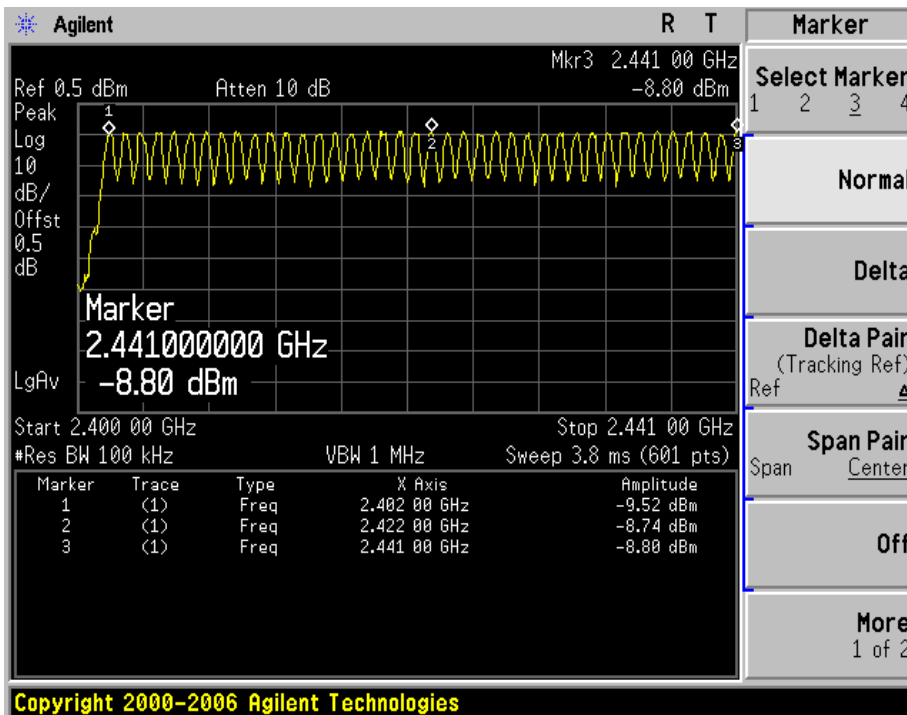 Agilent R T Marker
Mkr3 2.441 00 GHz
Ref 0.5 dBm Atten 10 dB -8.80 dBm
Peak
Log
10
dB/
Offst
0.5
dB
LgAv
1
2
3
Marker
2.441000000 GHz
-8.80 dBm
Start 2.400 00 GHz Stop 2.441 00 GHz
#Res BW 100 kHz VBW 1 MHz Sweep 3.8 ms (601 pts)
Marker Trace Type X Axis Amplitude
1 (1) Freq 2.402 00 GHz -9.52 dBm
2 (1) Freq 2.422 00 GHz -8.74 dBm
3 (1) Freq 2.441 00 GHz -8.80 dBm
Select Marker
1 2 3 4
Normal
Delta
Delta Pair
(Tracking Ref)
Ref Δ
Span Pair
Span Center
Off
More
1 of 2
Copyright 2000-2006 Agilent Technologies